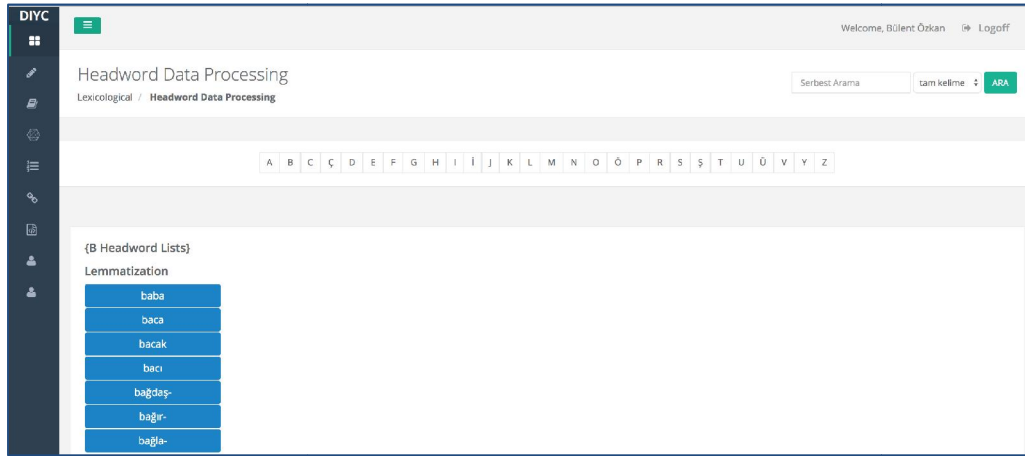 DIYC
Welcome, Bülent Özkan Logoff
Headword Data Processing
Lexicological / Headword Data Processing
Serbest Arama tam kelime ARA
A B C Ç D E F G H I İ J K L M N O Ö P R S Ş T U Ü V Y Z
{B Headword Lists}
Lemmatization
baba
baca
bacak
bacı
bağdaş-
bağır-
bağla-